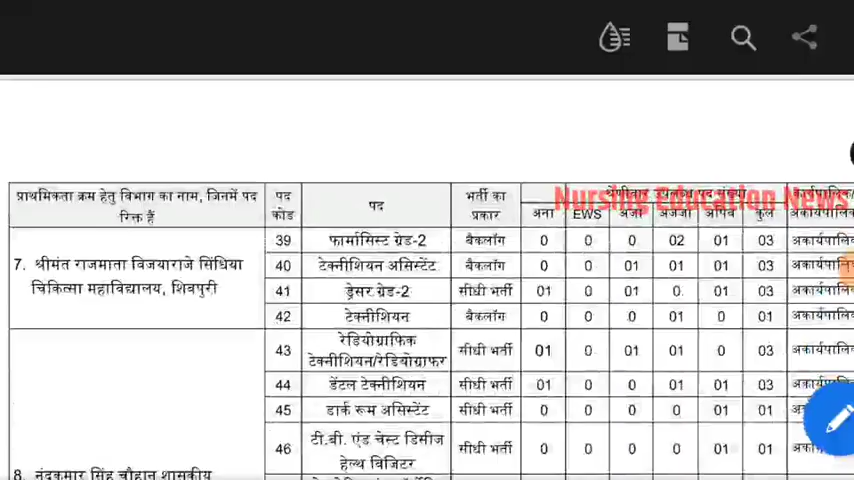 Nursing Education News
प्राथमिकता क्रम हेतु विभाग का नाम, जिनमें पद रिक्त हैं
पद कोड
पद
भर्ती का प्रकार
श्रेणीवार उपलब्ध पद संख्या
अना EWS अजा अजजा अपिव कुल
7. श्रीमंत राजमाता विजयाराजे सिंधिया
चिकित्सा महाविद्यालय, शिवपुरी
39 फार्मासिस्ट ग्रेड-2 बैकलॉग 0 0 0 02 01 03 अकार्यपालि
40 टेक्नीशियन असिस्टेंट बैकलॉग 0 0 01 01 01 03 अकार्यपालि
41 ड्रेसर ग्रेड-2 सीधी भर्ती 01 0 01 0 01 03 अकार्यपालि
42 टेक्नीशियन बैकलॉग 0 0 0 01 0 01 अकार्यपालि
43 रेडियोग्राफिक टेक्नीशियन/रेडियोग्राफर सीधी भर्ती 01 0 01 01 0 03 अकार्यपालि
44 डेंटल टेक्नीशियन सीधी भर्ती 01 0 0 01 01 03 अकार्यपालि
45 डार्क रूम असिस्टेंट सीधी भर्ती 0 0 0 0 01 01
46 टी.बी. एंड चेस्ट डिसीज हेल्थ विजिटर सीधी भर्ती 0 0 0 0 01 01
8. नंदकुमार सिंह चौहान शासकीय